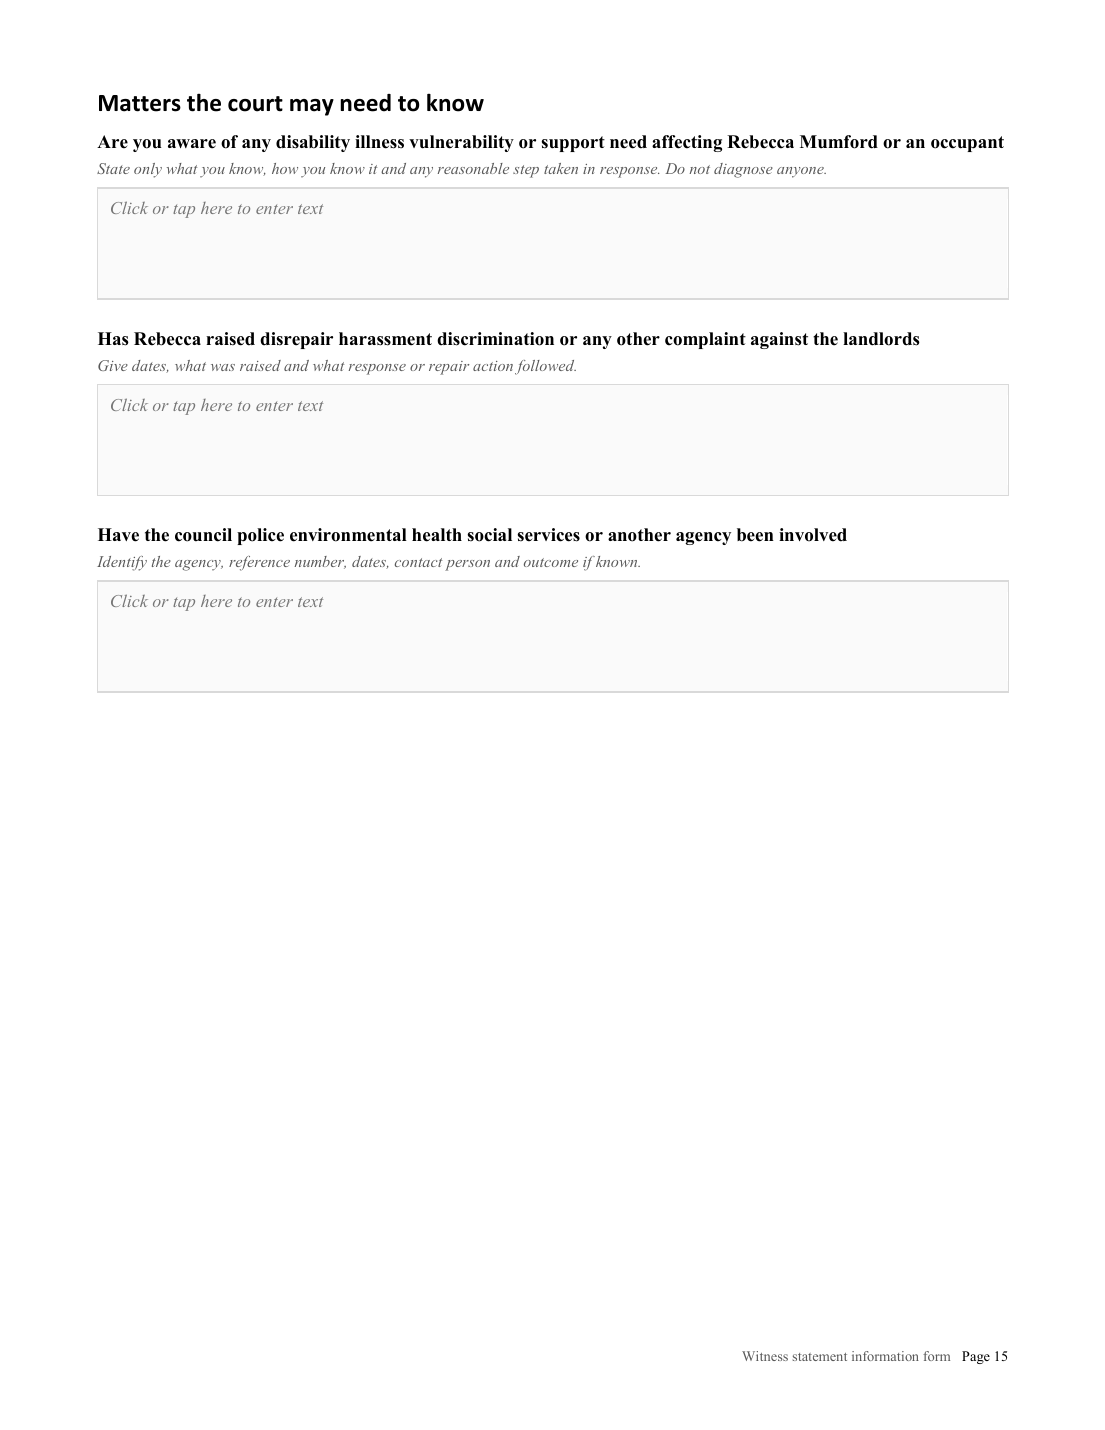 Matters the court may need to know
Are you aware of any disability illness vulnerability or support need affecting Rebecca Mumford or an occupant
State only what you know, how you know it and any reasonable step taken in response. Do not diagnose anyone.
Click or tap here to enter text
Has Rebecca raised disrepair harassment discrimination or any other complaint against the landlords
Give dates, what was raised and what response or repair action followed.
Click or tap here to enter text
Have the council police environmental health social services or another agency been involved
Identify the agency, reference number, dates, contact person and outcome if known.
Click or tap here to enter text
Witness statement information form Page 15